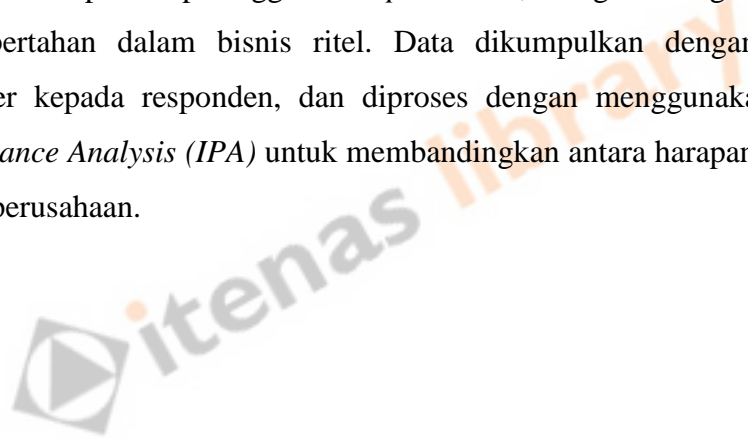 bertahan dalam bisnis ritel. Data dikumpulkan dengan
er kepada responden, dan diproses dengan menggunaka
ance Analysis (IPA) untuk membandingkan antara harapan
perusahaan.
itenas library